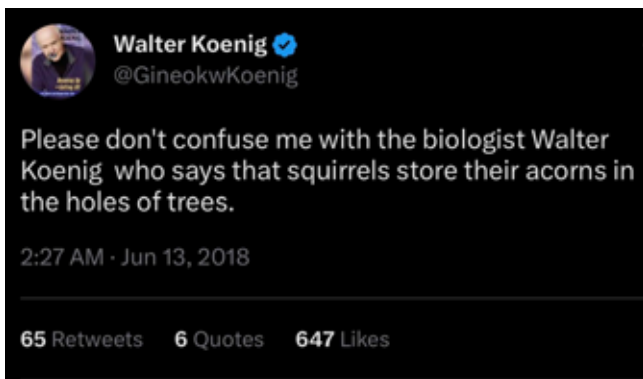 Walter Koenig
@GineokwKoenig
Please don't confuse me with the biologist Walter
Koenig  who says that squirrels store their acorns in
the holes of trees.
2:27 AM · Jun 13, 2018
65 Retweets 6 Quotes 647 Likes